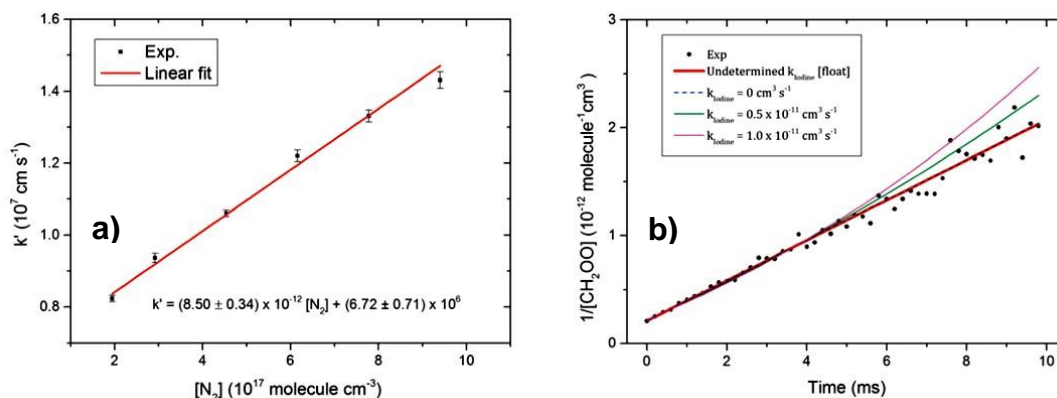 1.6
1.4
1.2
1.0
0.8
k' (10⁷ cm s⁻¹)
Exp.
Linear fit
a)
k' = (8.50 ± 0.34) x 10⁻¹² [N₂] + (6.72 ± 0.71) x 10⁶
2 4 6 8 10
[N₂] (10¹⁷ molecule cm⁻³)
3
2
1
0
1/[CH₂OO] (10⁻¹² molecule⁻¹cm³)
Exp
Undetermined k_Iodine [float]
k_Iodine = 0 cm³ s⁻¹
k_Iodine = 0.5 x 10⁻¹¹ cm³ s⁻¹
k_Iodine = 1.0 x 10⁻¹¹ cm³ s⁻¹
b)
0 2 4 6 8 10
Time (ms)